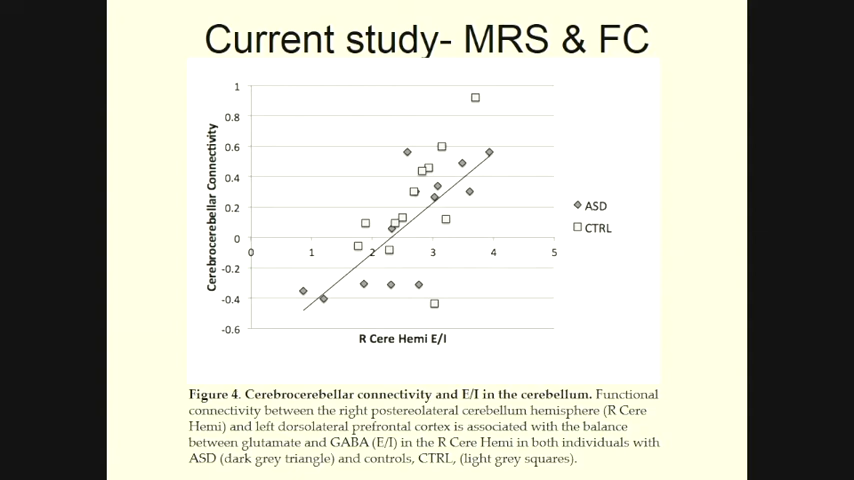 Current study- MRS & FC
1
0.8
0.6
0.4
0.2
0
-0.2
-0.4
-0.6
0 1 2 3 4 5
Cerebrocerebellar Connectivity
R Cere Hemi E/I
ASD
CTRL
Figure 4. Cerebrocerebellar connectivity and E/I in the cerebellum. Functional
connectivity between the right postereolateral cerebellum hemisphere (R Cere
Hemi) and left dorsolateral prefrontal cortex is associated with the balance
between glutamate and GABA (E/I) in the R Cere Hemi in both individuals with
ASD (dark grey triangle) and controls, CTRL, (light grey squares).